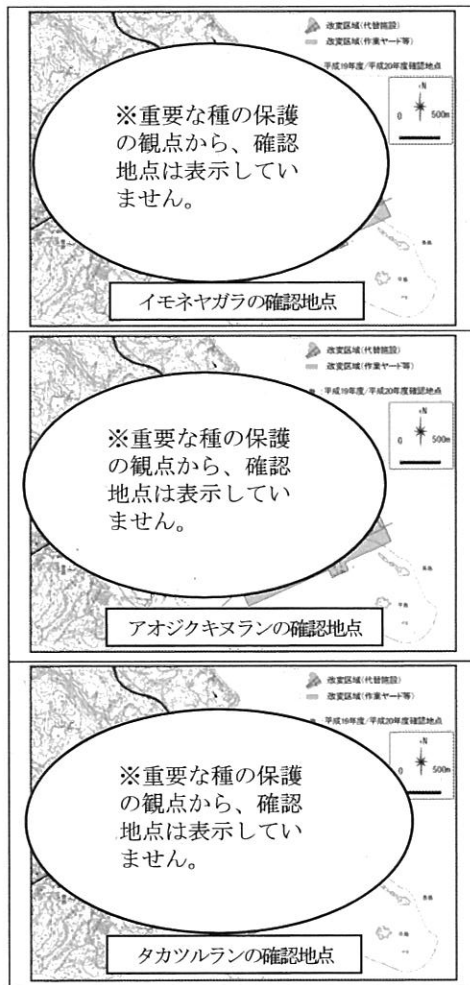 改変区域(代替施設)
改変区域(作業ヤード等)
平成19年度/平成20年度確認地点
N
0 500m
※重要な種の保護
の観点から、確認
地点は表示してい
ません。
平島
イモネヤガラの確認地点
改変区域(代替施設)
改変区域(作業ヤード等)
平成19年度/平成20年度確認地点
N
0 500m
※重要な種の保護
の観点から、確認
地点は表示してい
ません。
アオジクキヌランの確認地点
改変区域(代替施設)
改変区域(作業ヤード等)
平成19年度/平成20年度確認地点
N
0 500m
※重要な種の保護
の観点から、確認
地点は表示してい
ません。
平島
タカツルランの確認地点